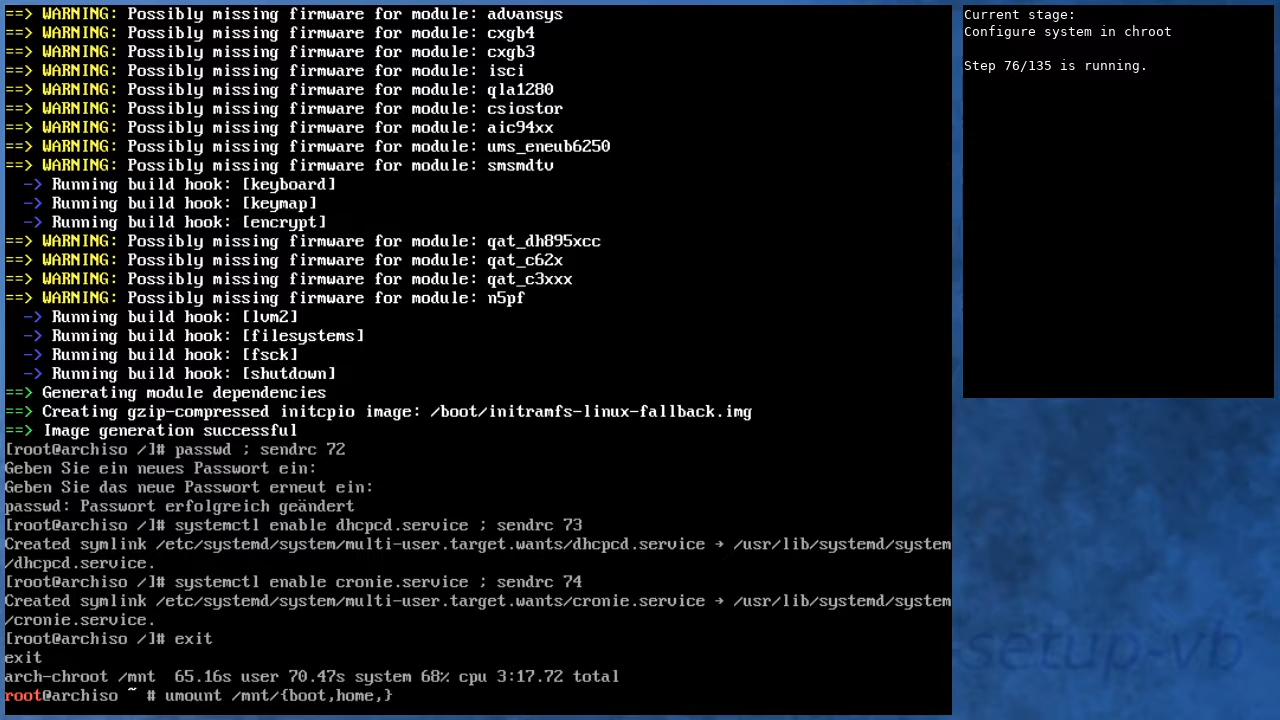 ==> WARNING: Possibly missing firmware for module: advansys
==> WARNING: Possibly missing firmware for module: cxgb4
==> WARNING: Possibly missing firmware for module: cxgb3
==> WARNING: Possibly missing firmware for module: isci
==> WARNING: Possibly missing firmware for module: qla1280
==> WARNING: Possibly missing firmware for module: csiostor
==> WARNING: Possibly missing firmware for module: aic94xx
==> WARNING: Possibly missing firmware for module: ums_eneub6250
==> WARNING: Possibly missing firmware for module: smsmdtv
  -> Running build hook: [keyboard]
  -> Running build hook: [keymap]
  -> Running build hook: [encrypt]
==> WARNING: Possibly missing firmware for module: qat_dh895xcc
==> WARNING: Possibly missing firmware for module: qat_c62x
==> WARNING: Possibly missing firmware for module: qat_c3xxx
==> WARNING: Possibly missing firmware for module: n5pf
  -> Running build hook: [lvm2]
  -> Running build hook: [filesystems]
  -> Running build hook: [fsck]
  -> Running build hook: [shutdown]
==> Generating module dependencies
==> Creating gzip-compressed initcpio image: /boot/initramfs-linux-fallback.img
==> Image generation successful
[root@archiso /]# passwd ; sendrc 72
Geben Sie ein neues Passwort ein:
Geben Sie das neue Passwort erneut ein:
passwd: Passwort erfolgreich geändert
[root@archiso /]# systemctl enable dhcpcd.service ; sendrc 73
Created symlink /etc/systemd/system/multi-user.target.wants/dhcpcd.service → /usr/lib/systemd/system
/dhcpcd.service.
[root@archiso /]# systemctl enable cronie.service ; sendrc 74
Created symlink /etc/systemd/system/multi-user.target.wants/cronie.service → /usr/lib/systemd/system
/cronie.service.
[root@archiso /]# exit
exit
arch-chroot /mnt  65.16s user 70.47s system 68% cpu 3:17.72 total
root@archiso ~ # umount /mnt/{boot,home,}
Current stage:
Configure system in chroot
Step 76/135 is running.
-setup-vb